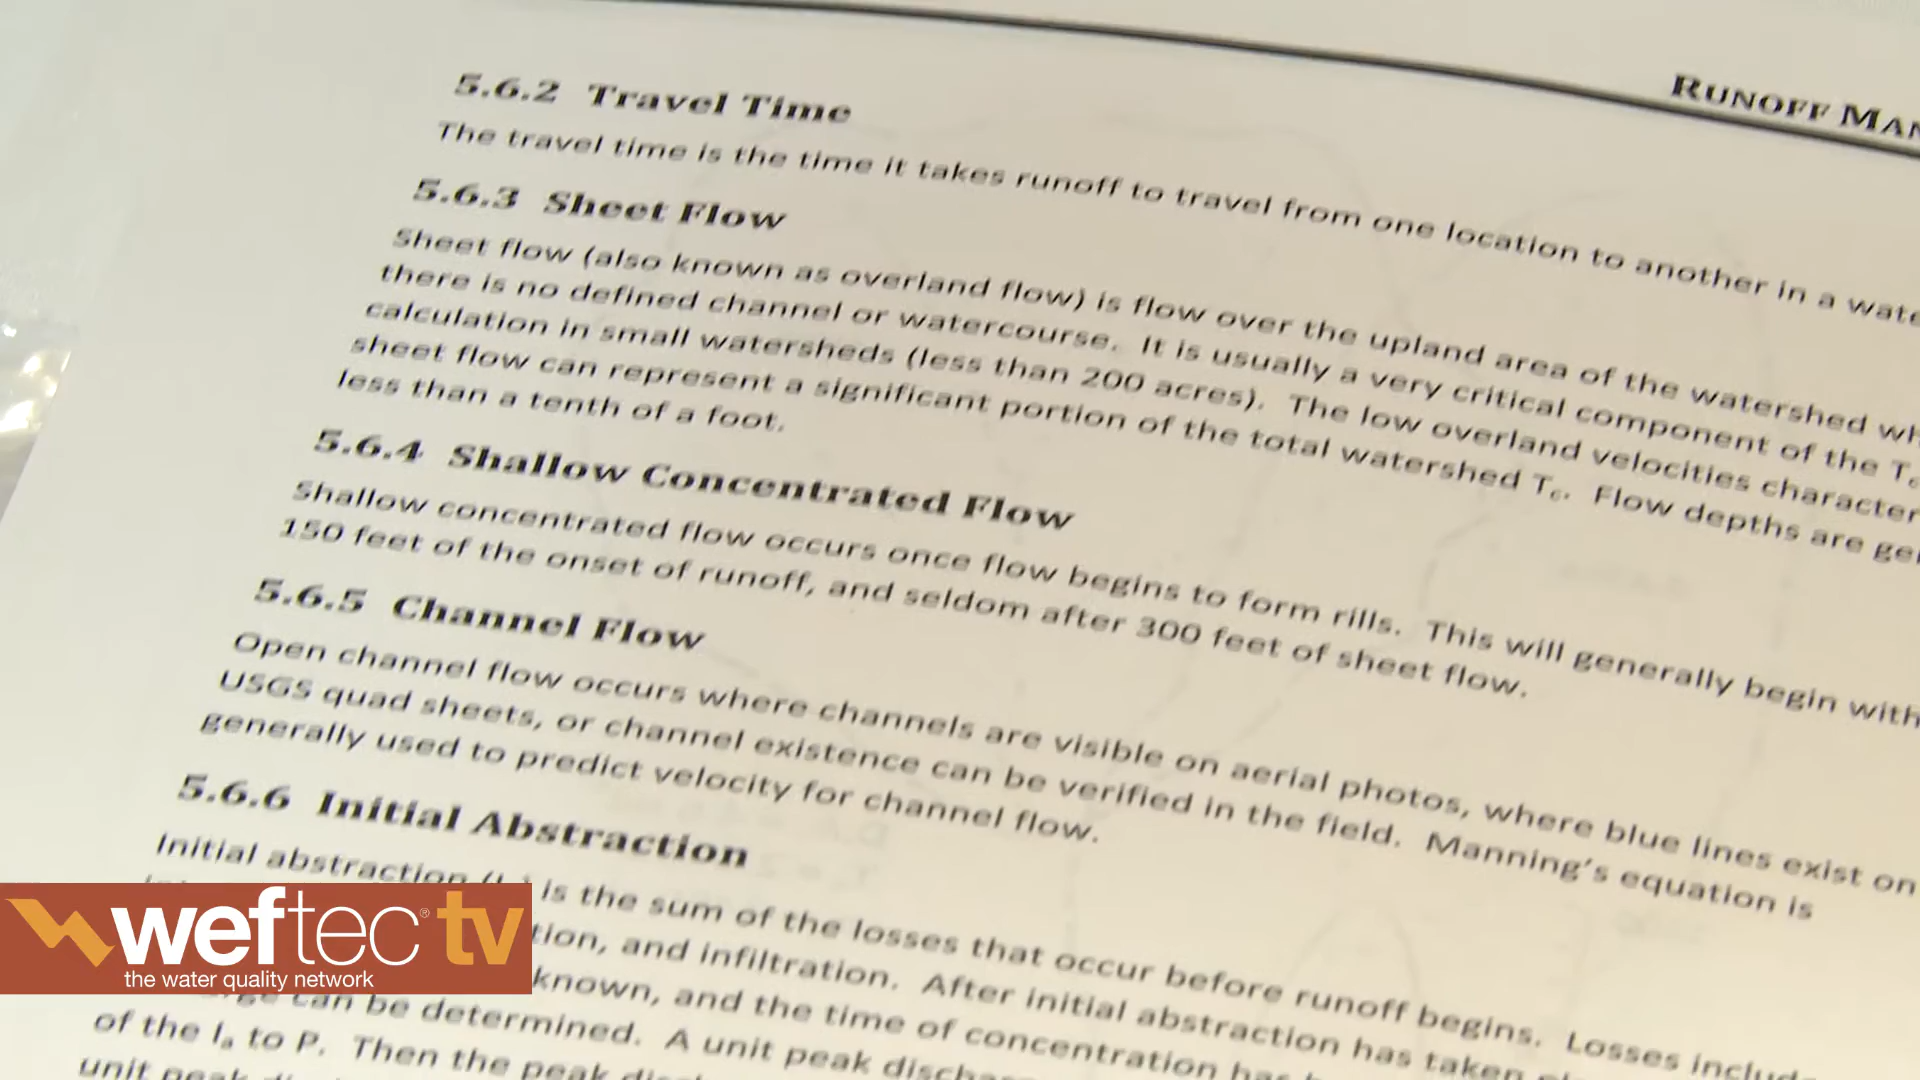 RUNOFF MAN
5.6.2 Travel Time
The travel time is the time it takes runoff to travel from one location to another in a wate
5.6.3 Sheet Flow
Sheet flow (also known as overland flow) is flow over the upland area of the watershed wh
there is no defined channel or watercourse. It is usually a very critical component of the Tc
calculation in small watersheds (less than 200 acres). The low overland velocities character
sheet flow can represent a significant portion of the total watershed Tc. Flow depths are ge
less than a tenth of a foot.
5.6.4 Shallow Concentrated Flow
Shallow concentrated flow occurs once flow begins to form rills. This will generally begin with
150 feet of the onset of runoff, and seldom after 300 feet of sheet flow.
5.6.5 Channel Flow
Open channel flow occurs where channels are visible on aerial photos, where blue lines exist on
USGS quad sheets, or channel existence can be verified in the field. Manning's equation is
generally used to predict velocity for channel flow.
5.6.6 Initial Abstraction
Initial abstraction is the sum of the losses that occur before runoff begins. Losses include
tion, and infiltration. After initial abstraction has taken
known, and the time of concentration has
can be determined. A unit peak discha
of the Ia to P. Then the peak disc
unit peak
weftec® tv
the water quality network